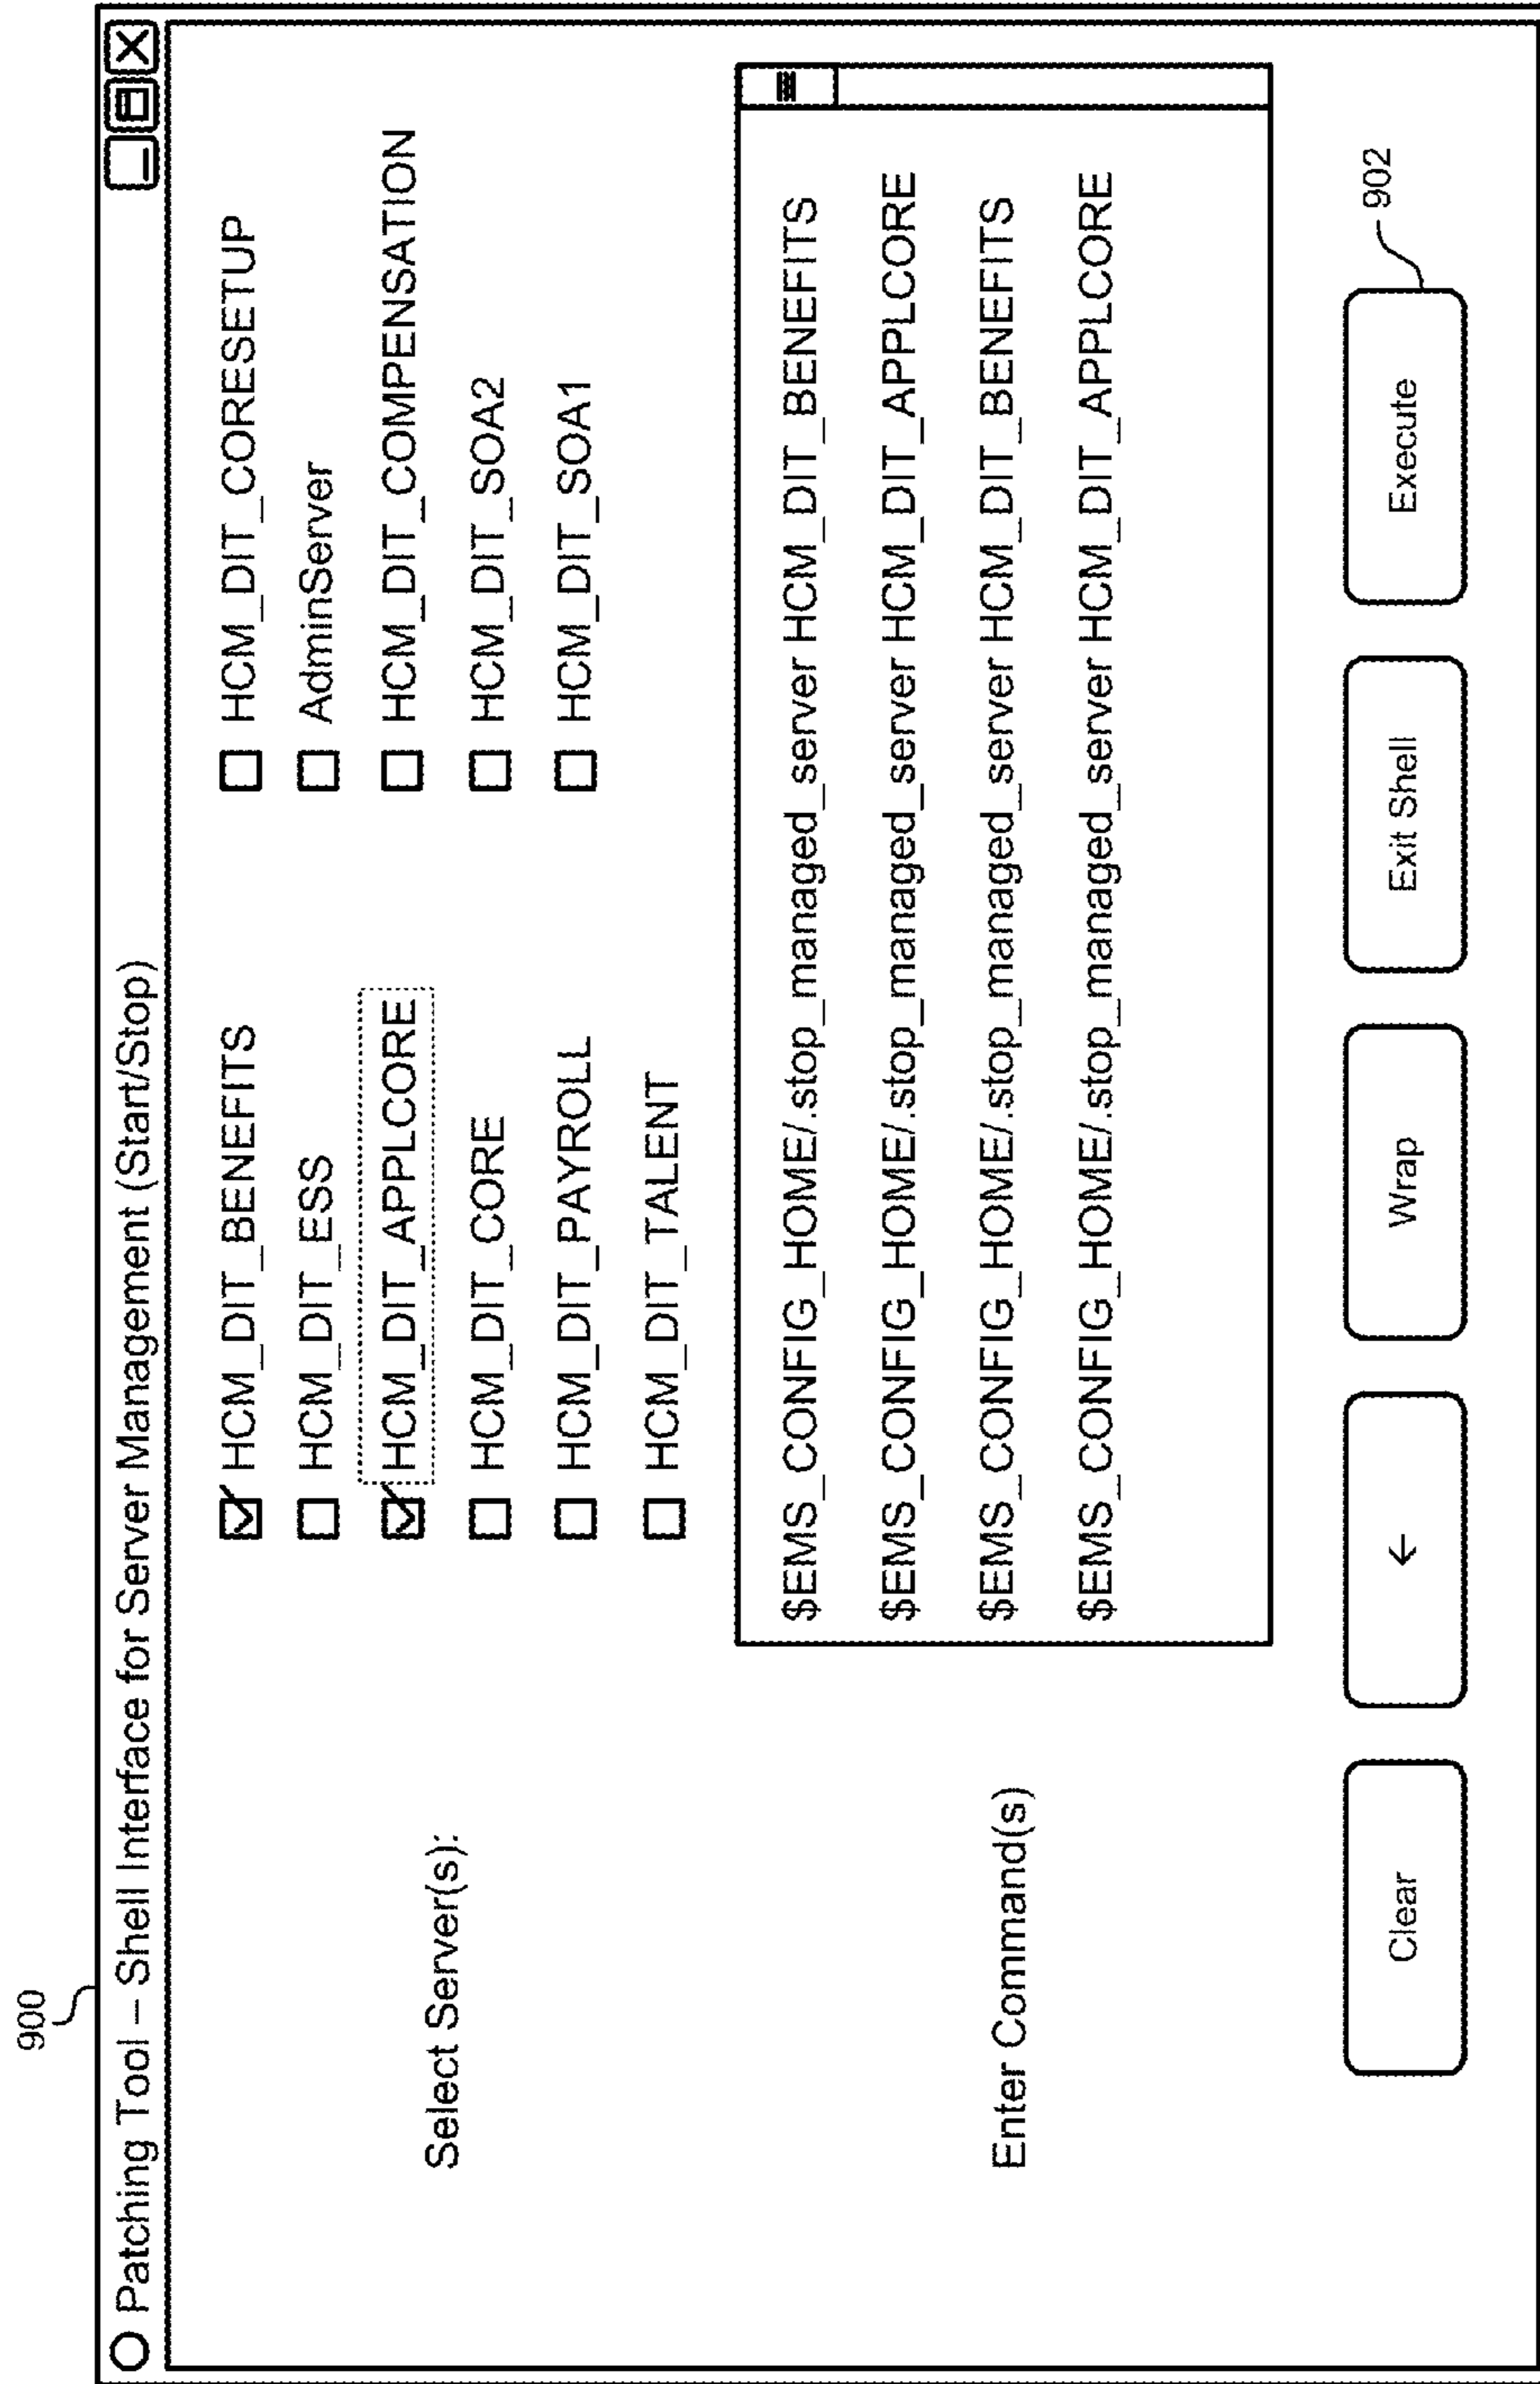 900
Patching Tool – Shell Interface for Server Management (Start/Stop)
Select Server(s):
HCM_DIT_BENEFITS
HCM_DIT_ESS
HCM_DIT_APPLCORE
HCM_DIT_CORE
HCM_DIT_PAYROLL
HCM_DIT_TALENT
HCM_DIT_CORESETUP
AdminServer
HCM_DIT_COMPENSATION
HCM_DIT_SOA2
HCM_DIT_SOA1
Enter Command(s)
$EMS_CONFIG_HOME/.stop_managed_server HCM_DIT_BENEFITS
$EMS_CONFIG_HOME/.stop_managed_server HCM_DIT_APPLCORE
$EMS_CONFIG_HOME/.stop_managed_server HCM_DIT_BENEFITS
$EMS_CONFIG_HOME/.stop_managed_server HCM_DIT_APPLCORE
Clear
←
Wrap
Exit Shell
Execute
902